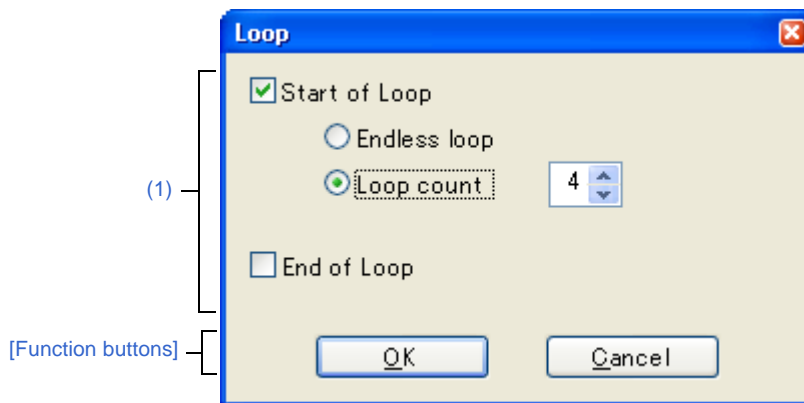 Loop
Start of Loop
Endless loop
(1)
Loop count 4
End of Loop
[Function buttons]
OK Cancel